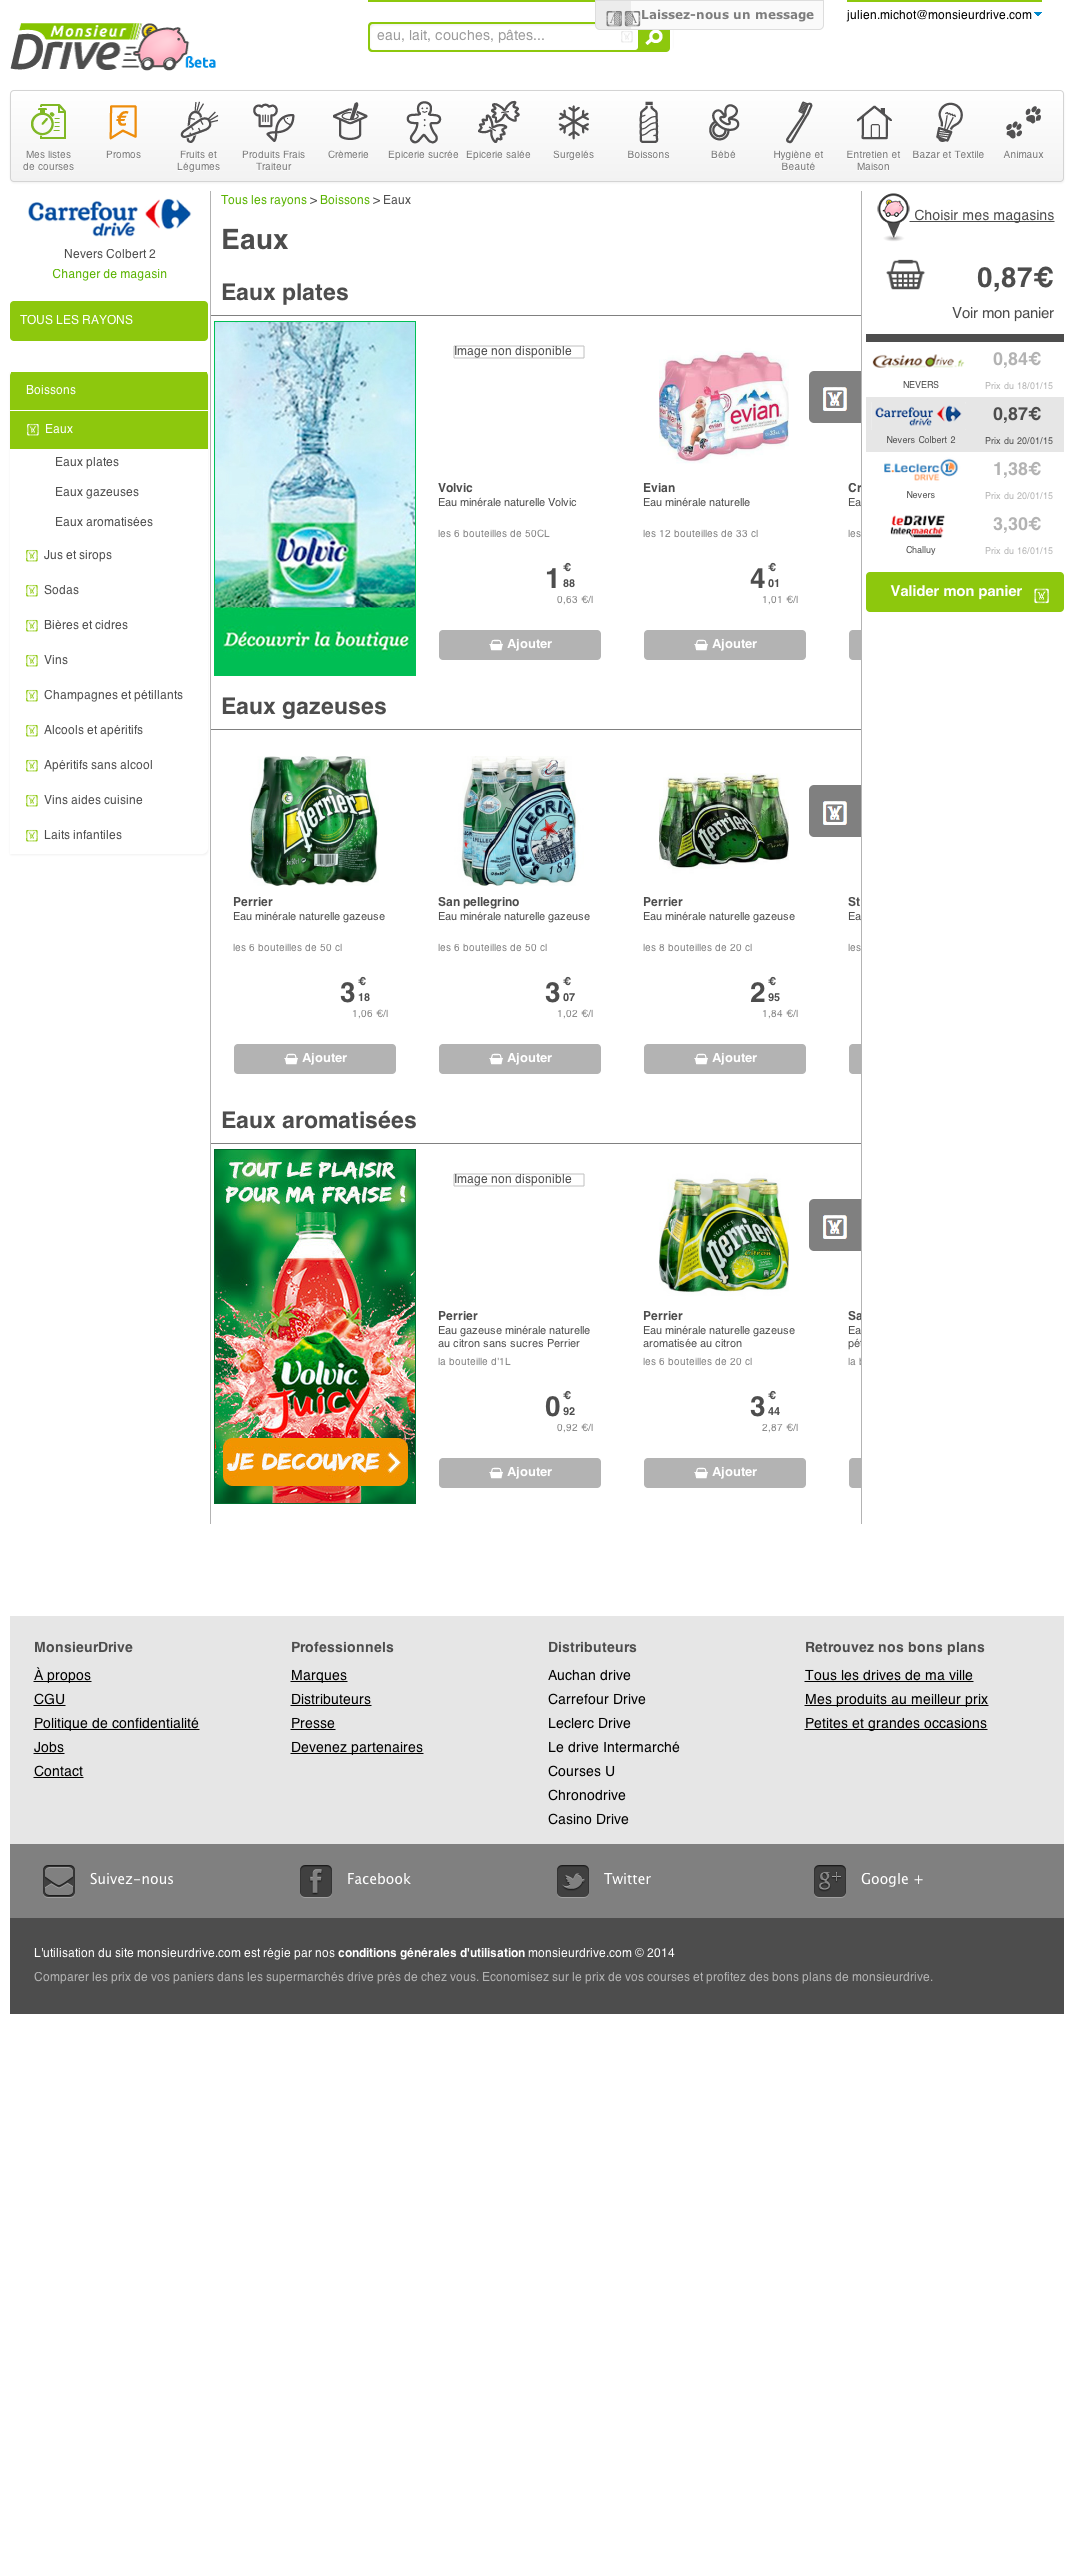 Monsieur
Drive
ßeta
eau, lait, couches, pâtes...
Laissez-nous un message
julien.michot@monsieurdrive.com
Mes listes
de courses
Promos
Fruits et
Légumes
Produits Frais
Traiteur
Crèmerie
Epicerie sucrée
Epicerie salée
Surgelés
Boissons
Bébé
Hygiène et
Beauté
Entretien et
Maison
Bazar et Textile
Animaux
Carrefour
drive
Nevers Colbert 2
Changer de magasin
TOUS LES RAYONS
Boissons
Eaux
Eaux plates
Eaux gazeuses
Eaux aromatisées
Jus et sirops
Sodas
Bières et cidres
Vins
Champagnes et pétillants
Alcools et apéritifs
Apéritifs sans alcool
Vins aides cuisine
Laits infantiles
Tous les rayons > Boissons > Eaux
Eaux
Eaux plates
Volvic
Découvrir la boutique
Image non disponible
Volvic
Eau minérale naturelle Volvic
les 6 bouteilles de 50CL
1 € 88
0,63 €/l
Ajouter
evian
Evian
Eau minérale naturelle
les 12 bouteilles de 33 cl
4 € 01
1,01 €/l
Ajouter
Cr
Ea
les
Eaux gazeuses
perrier
Perrier
Eau minérale naturelle gazeuse
les 6 bouteilles de 50 cl
3 € 18
1,06 €/l
Ajouter
S.PELLEGRINO
189
San pellegrino
Eau minérale naturelle gazeuse
les 6 bouteilles de 50 cl
3 € 07
1,02 €/l
Ajouter
perrier
Perrier
Eau minérale naturelle gazeuse
les 8 bouteilles de 20 cl
2 € 95
1,84 €/l
Ajouter
St
Ea
les
Eaux aromatisées
TOUT LE PLAISIR
POUR MA FRAISE !
Volvic
Juicy
JE DECOUVRE
Image non disponible
Perrier
Eau gazeuse minérale naturelle
au citron sans sucres Perrier
la bouteille d'1L
0 € 92
0,92 €/l
Ajouter
SOURCE
perrier
citron
Perrier
Eau minérale naturelle gazeuse
aromatisée au citron
les 6 bouteilles de 20 cl
3 € 44
2,87 €/l
Ajouter
Sa
Ea
pé
la b
Choisir mes magasins
0,87€
Voir mon panier
Casino drive.fr
NEVERS
0,84€
Prix du 18/01/15
Carrefour
drive
Nevers Colbert 2
0,87€
Prix du 20/01/15
E.Leclerc
DRIVE
Nevers
1,38€
Prix du 20/01/15
leDRIVE
Intermarché
Challuy
3,30€
Prix du 16/01/15
Valider mon panier
MonsieurDrive
À propos
CGU
Politique de confidentialité
Jobs
Contact
Professionnels
Marques
Distributeurs
Presse
Devenez partenaires
Distributeurs
Auchan drive
Carrefour Drive
Leclerc Drive
Le drive Intermarché
Courses U
Chronodrive
Casino Drive
Retrouvez nos bons plans
Tous les drives de ma ville
Mes produits au meilleur prix
Petites et grandes occasions
Suivez-nous
Facebook
Twitter
Google +
L'utilisation du site monsieurdrive.com est régie par nos conditions générales d'utilisation monsieurdrive.com © 2014
Comparer les prix de vos paniers dans les supermarchés drive près de chez vous. Economisez sur le prix de vos courses et profitez des bons plans de monsieurdrive.